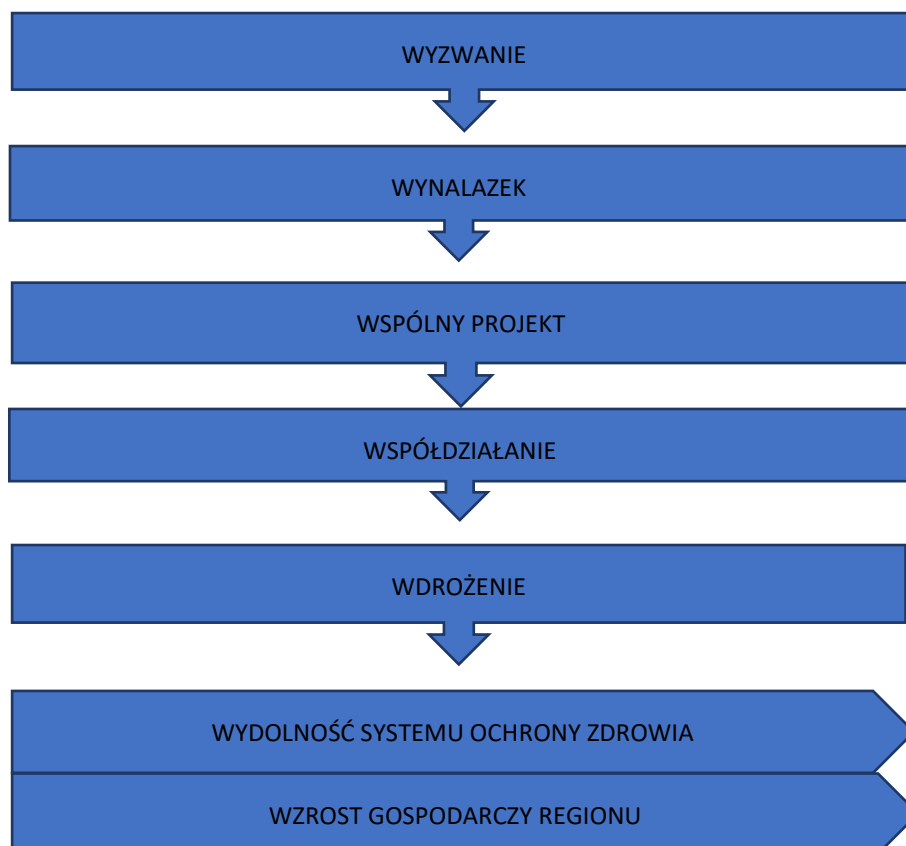 WYZWANIE
WYNALAZEK
WSPÓLNY PROJEKT
WSPÓŁDZIAŁANIE
WDROŻENIE
WYDOLNOŚĆ SYSTEMU OCHRONY ZDROWIA
WZROST GOSPODARCZY REGIONU